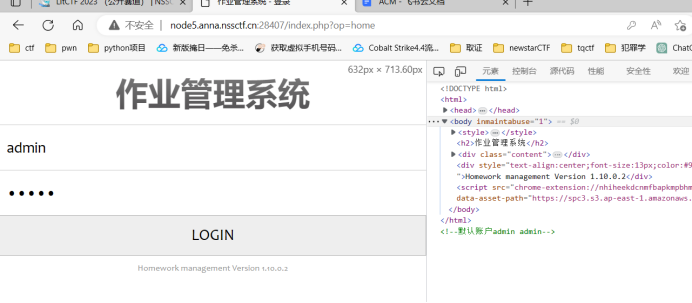 LitCTF 2023（公开赛道）| NSS
作业管理系统 - 登录
ACM - 飞书云文档
不安全 | node5.anna.nssctf.cn:28407/index.php?op=home
ctf pwn python项目 新版掩日——免杀... 获取虚拟手机号码... Cobalt Strike4.4流... 取证 newstarCTF tqctf 犯罪学 ChatG
632px × 713.60px
作业管理系统
admin
•••••
LOGIN
Homework management Version 1.10.0.2
元素 控制台 源代码 性能 安全性 欢迎
<!DOCTYPE html>
<html>
<head>…</head>
<body inmaintabuse="1"> == $0
<style>…</style>
<h2>作业管理系统</h2>
<div class="content">…</div>
<div style="text-align:center;font-size:13px;color:#9
">Homework management Version 1.10.0.2</div>
<script src="chrome-extension://nhiheekdcnmfbapkmpbhm
data-asset-path="https://spc3.s3.ap-east-1.amazonaws.
</body>
</html>
<!--默认账户admin admin-->